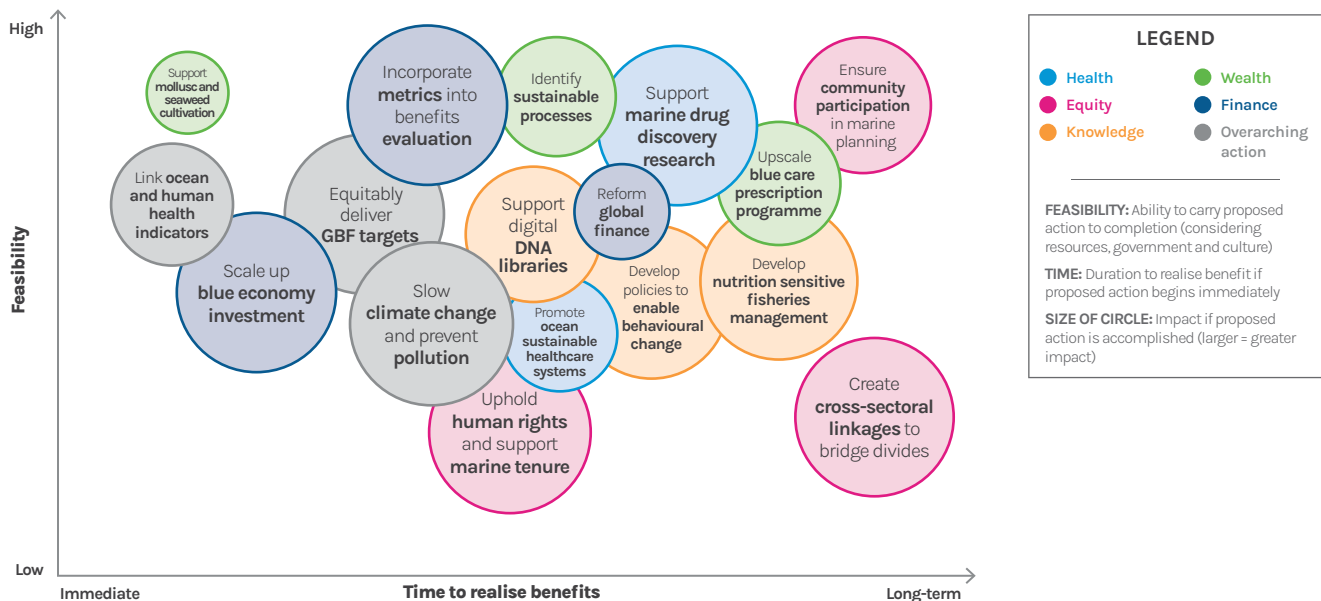 High
Feasibility
Low
Immediate
Time to realise benefits
Long-term
Support
mollusc and
seaweed
cultivation
Link ocean
and human
health
indicators
Scale up
blue economy
investment
Equitably
deliver
GBF targets
Incorporate
metrics into
benefits
evaluation
Slow
climate change
and prevent
pollution
Identify
sustainable
processes
Support
digital
DNA
libraries
Promote
ocean
sustainable
healthcare
systems
Uphold
human rights
and support
marine tenure
Reform
global
finance
Support
marine drug
discovery
research
Develop
policies to
enable
behavioural
change
Upscale
blue care
prescription
programme
Develop
nutrition sensitive
fisheries
management
Ensure
community
participation
in marine
planning
Create
cross-sectoral
linkages to
bridge divides
LEGEND
Health
Equity
Knowledge
Wealth
Finance
Overarching
action
FEASIBILITY: Ability to carry proposed
action to completion (considering
resources, government and culture)
TIME: Duration to realise benefit if
proposed action begins immediately
SIZE OF CIRCLE: Impact if proposed
action is accomplished (larger = greater
impact)